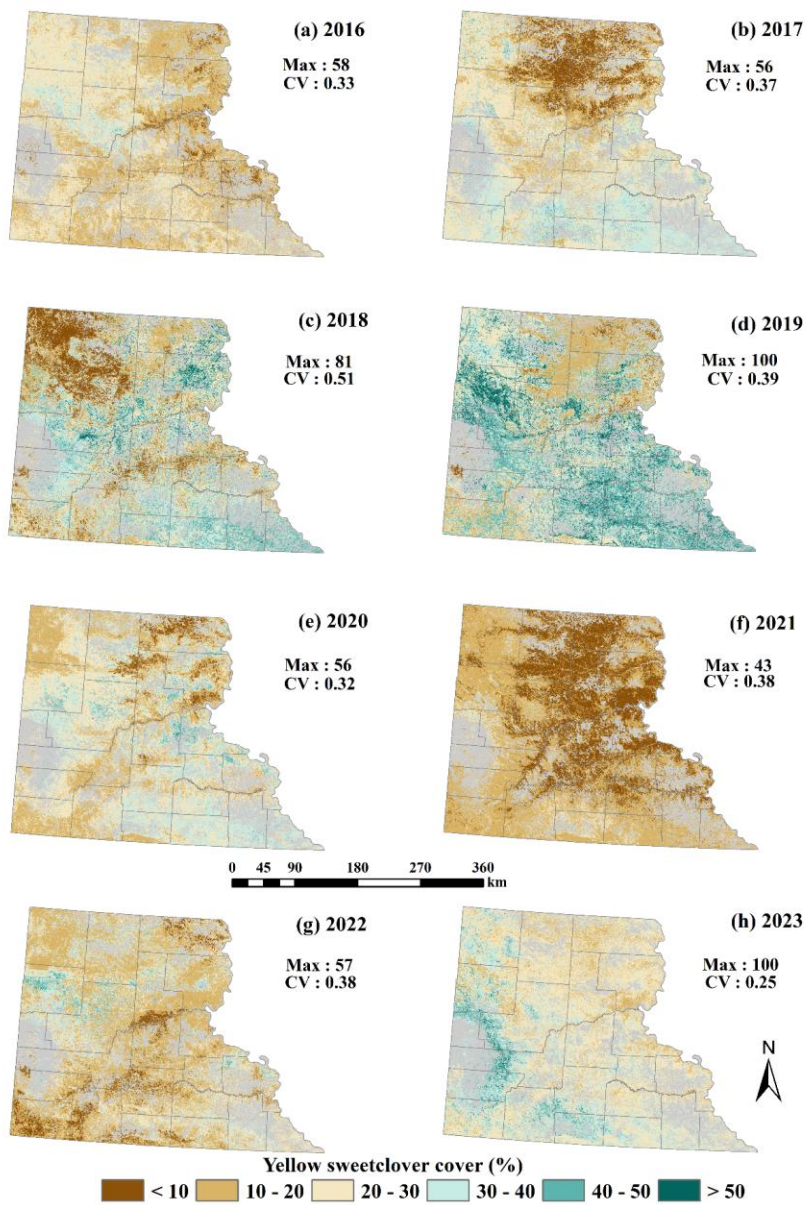 (a) 2016
Max : 58
CV : 0.33
(b) 2017
Max : 56
CV : 0.37
(c) 2018
Max : 81
CV : 0.51
(d) 2019
Max : 100
CV : 0.39
(e) 2020
Max : 56
CV : 0.32
(f) 2021
Max : 43
CV : 0.38
0 45 90 180 270 360
km
(g) 2022
Max : 57
CV : 0.38
(h) 2023
Max : 100
CV : 0.25
N
Yellow sweetclover cover (%)
< 10 10 - 20 20 - 30 30 - 40 40 - 50 > 50